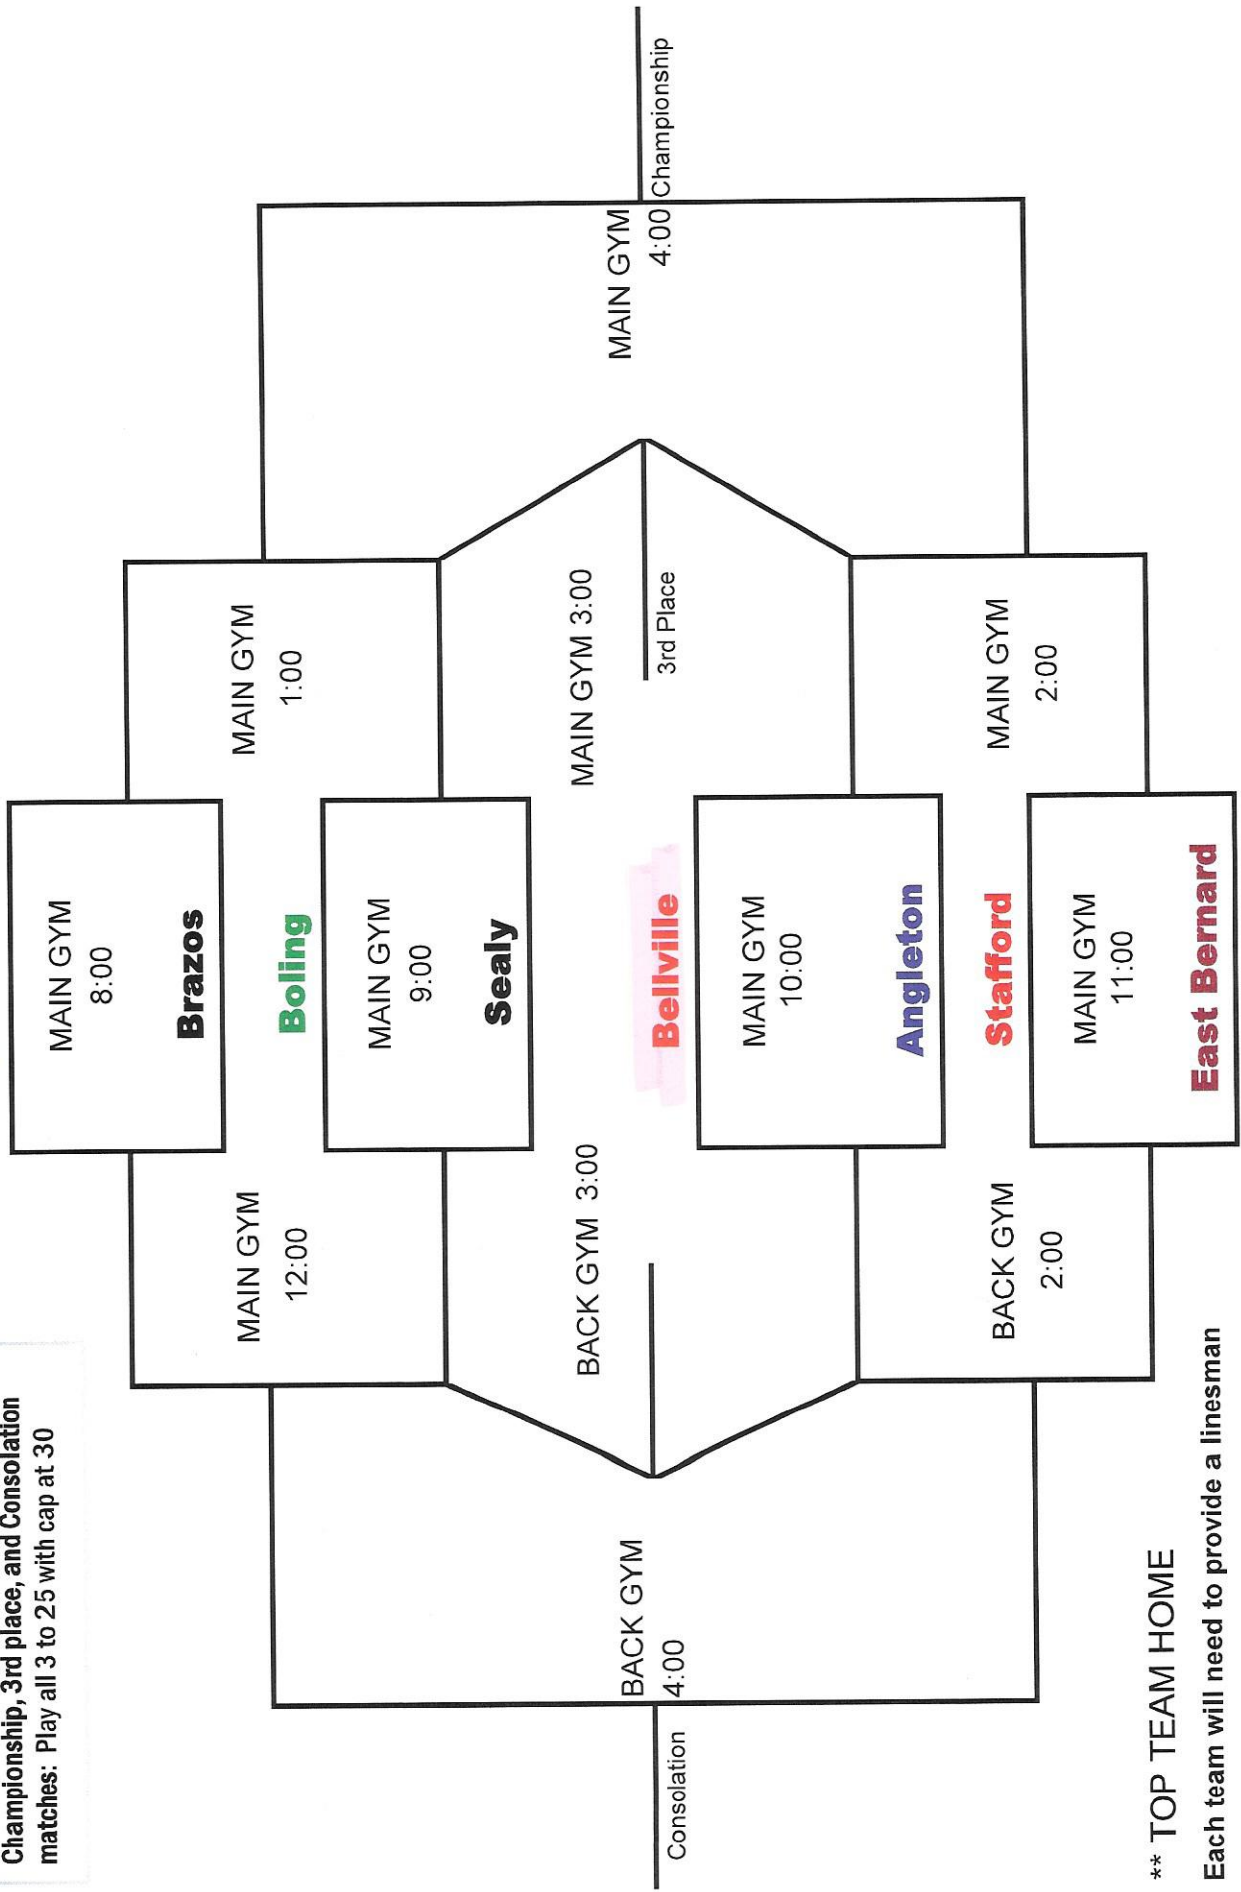 Championship, 3rd place, and Consolation
matches: Play all 3 to 25 with cap at 30
MAIN GYM
8:00
Brazos
MAIN GYM
12:00
MAIN GYM
1:00
Boling
MAIN GYM
9:00
Sealy
BACK GYM 3:00
MAIN GYM 3:00
BACK GYM
4:00
Consolation
Bellville
3rd Place
MAIN GYM
4:00
Championship
MAIN GYM
10:00
Angleton
BACK GYM
2:00
Stafford
MAIN GYM
2:00
MAIN GYM
11:00
East Bernard
** TOP TEAM HOME
Each team will need to provide a linesman